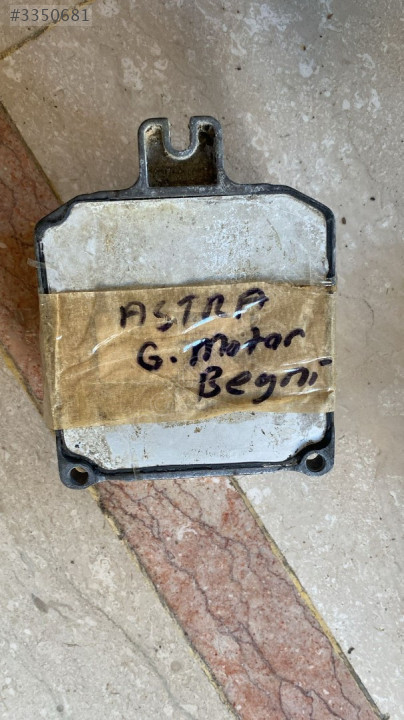 #3350681
ASTRA
G. Motor
Begni